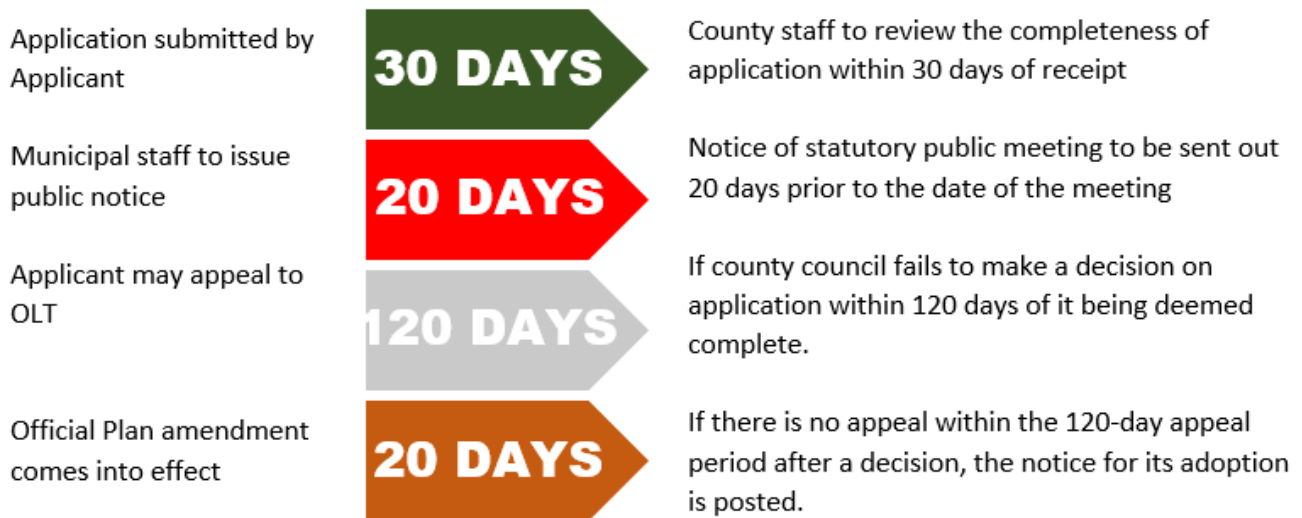 Application submitted by
Applicant
30 DAYS
County staff to review the completeness of
application within 30 days of receipt
Municipal staff to issue
public notice
20 DAYS
Notice of statutory public meeting to be sent out
20 days prior to the date of the meeting
Applicant may appeal to
OLT
120 DAYS
If county council fails to make a decision on
application within 120 days of it being deemed
complete.
Official Plan amendment
comes into effect
20 DAYS
If there is no appeal within the 120-day appeal
period after a decision, the notice for its adoption
is posted.